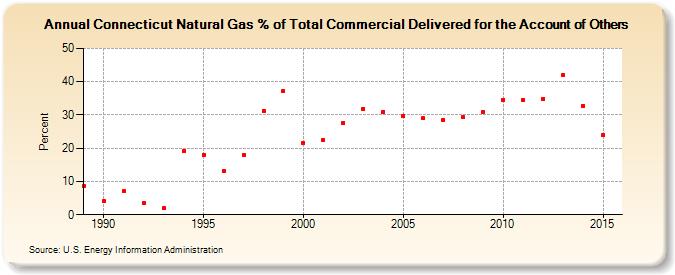 Annual Connecticut Natural Gas % of Total Commercial Delivered for the Account of Others
50
40
30
20
10
0
Percent
1990 1995 2000 2005 2010 2015
Source: U.S. Energy Information Administration